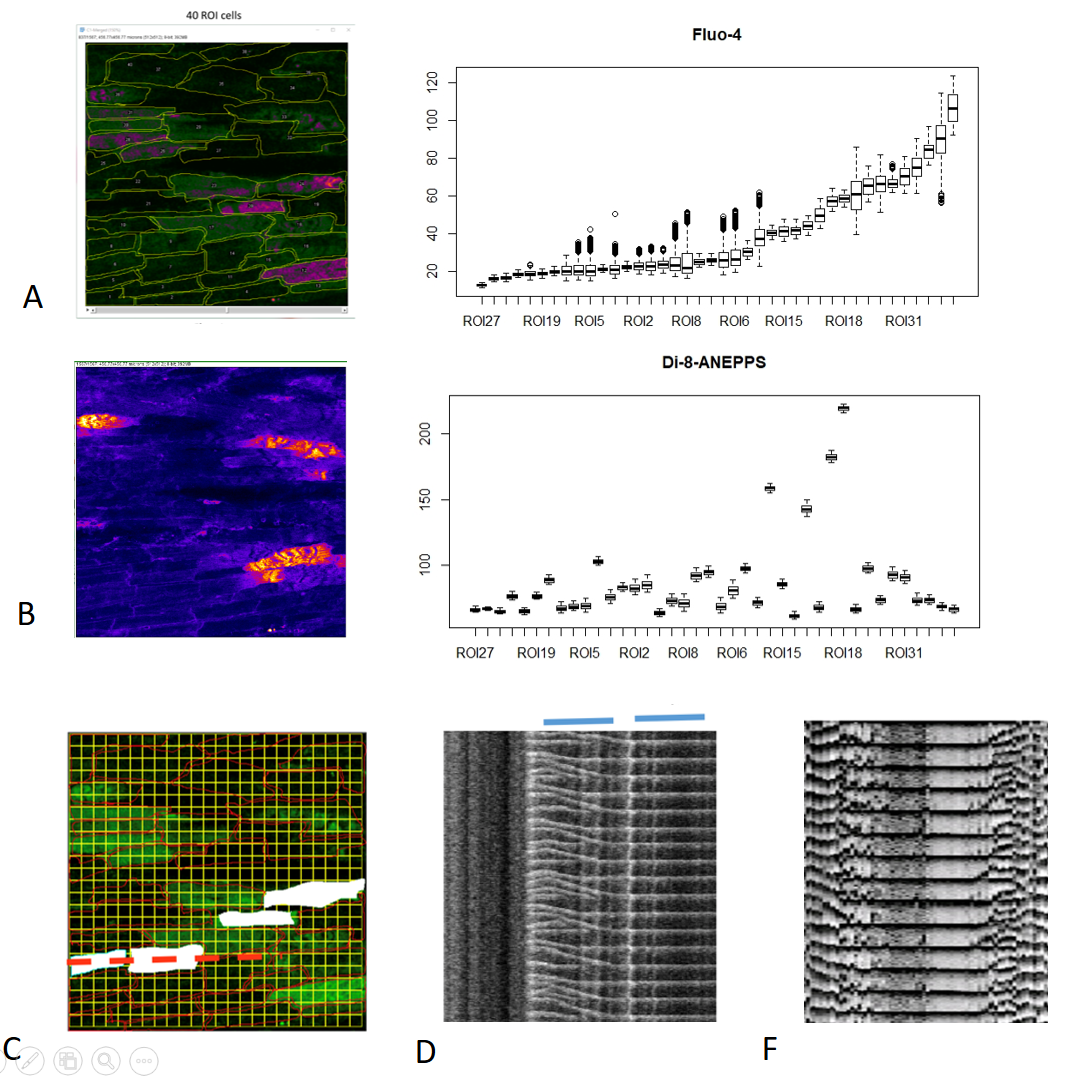 40 ROI cells
A
Fluo-4
120
100
80
60
40
20
ROI27 ROI19 ROI5 ROI2 ROI8 ROI6 ROI15 ROI18 ROI31
B
Di-8-ANEPPS
200
150
100
ROI27 ROI19 ROI5 ROI2 ROI8 ROI6 ROI15 ROI18 ROI31
C
D
F